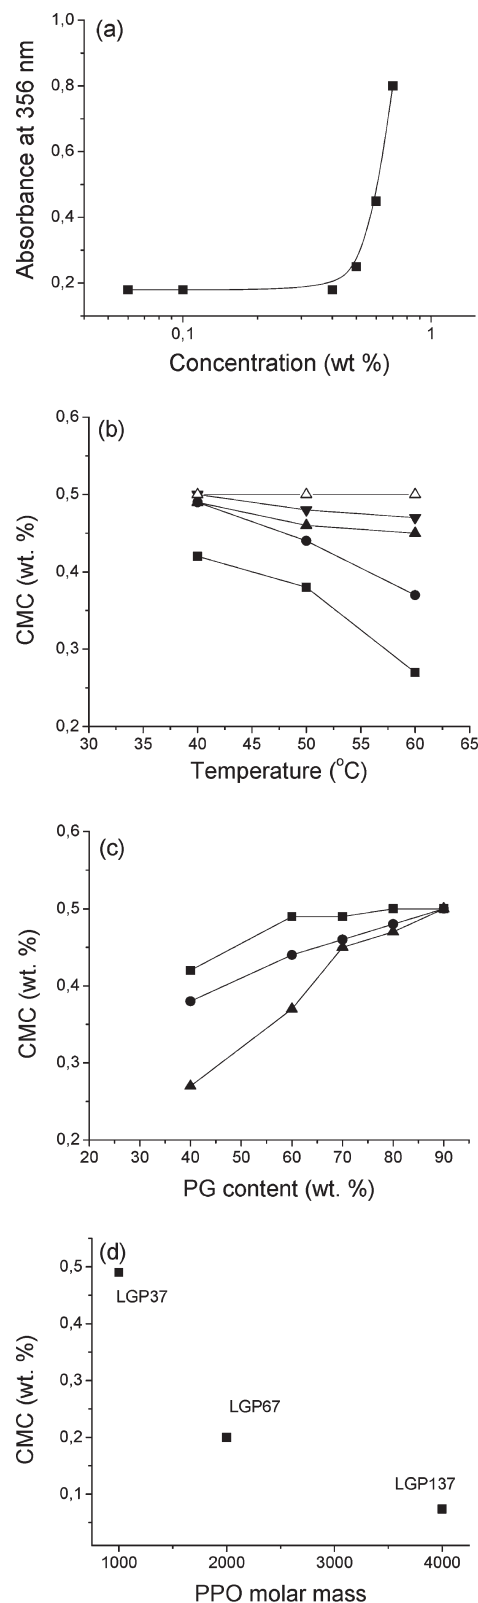 (a)
1,0
0,8
0,6
0,4
0,2
Absorbance at 356 nm
0,1 1
Concentration (wt %)
(b)
0,6
0,5
0,4
0,3
0,2
CMC (wt. %)
30 35 40 45 50 55 60 65
Temperature (°C)
(c)
0,6
0,5
0,4
0,3
0,2
CMC (wt. %)
20 30 40 50 60 70 80 90
PG content (wt. %)
(d)
0,5
0,4
0,3
0,2
0,1
CMC (wt. %)
LGP37
LGP67
LGP137
1000 2000 3000 4000
PPO molar mass